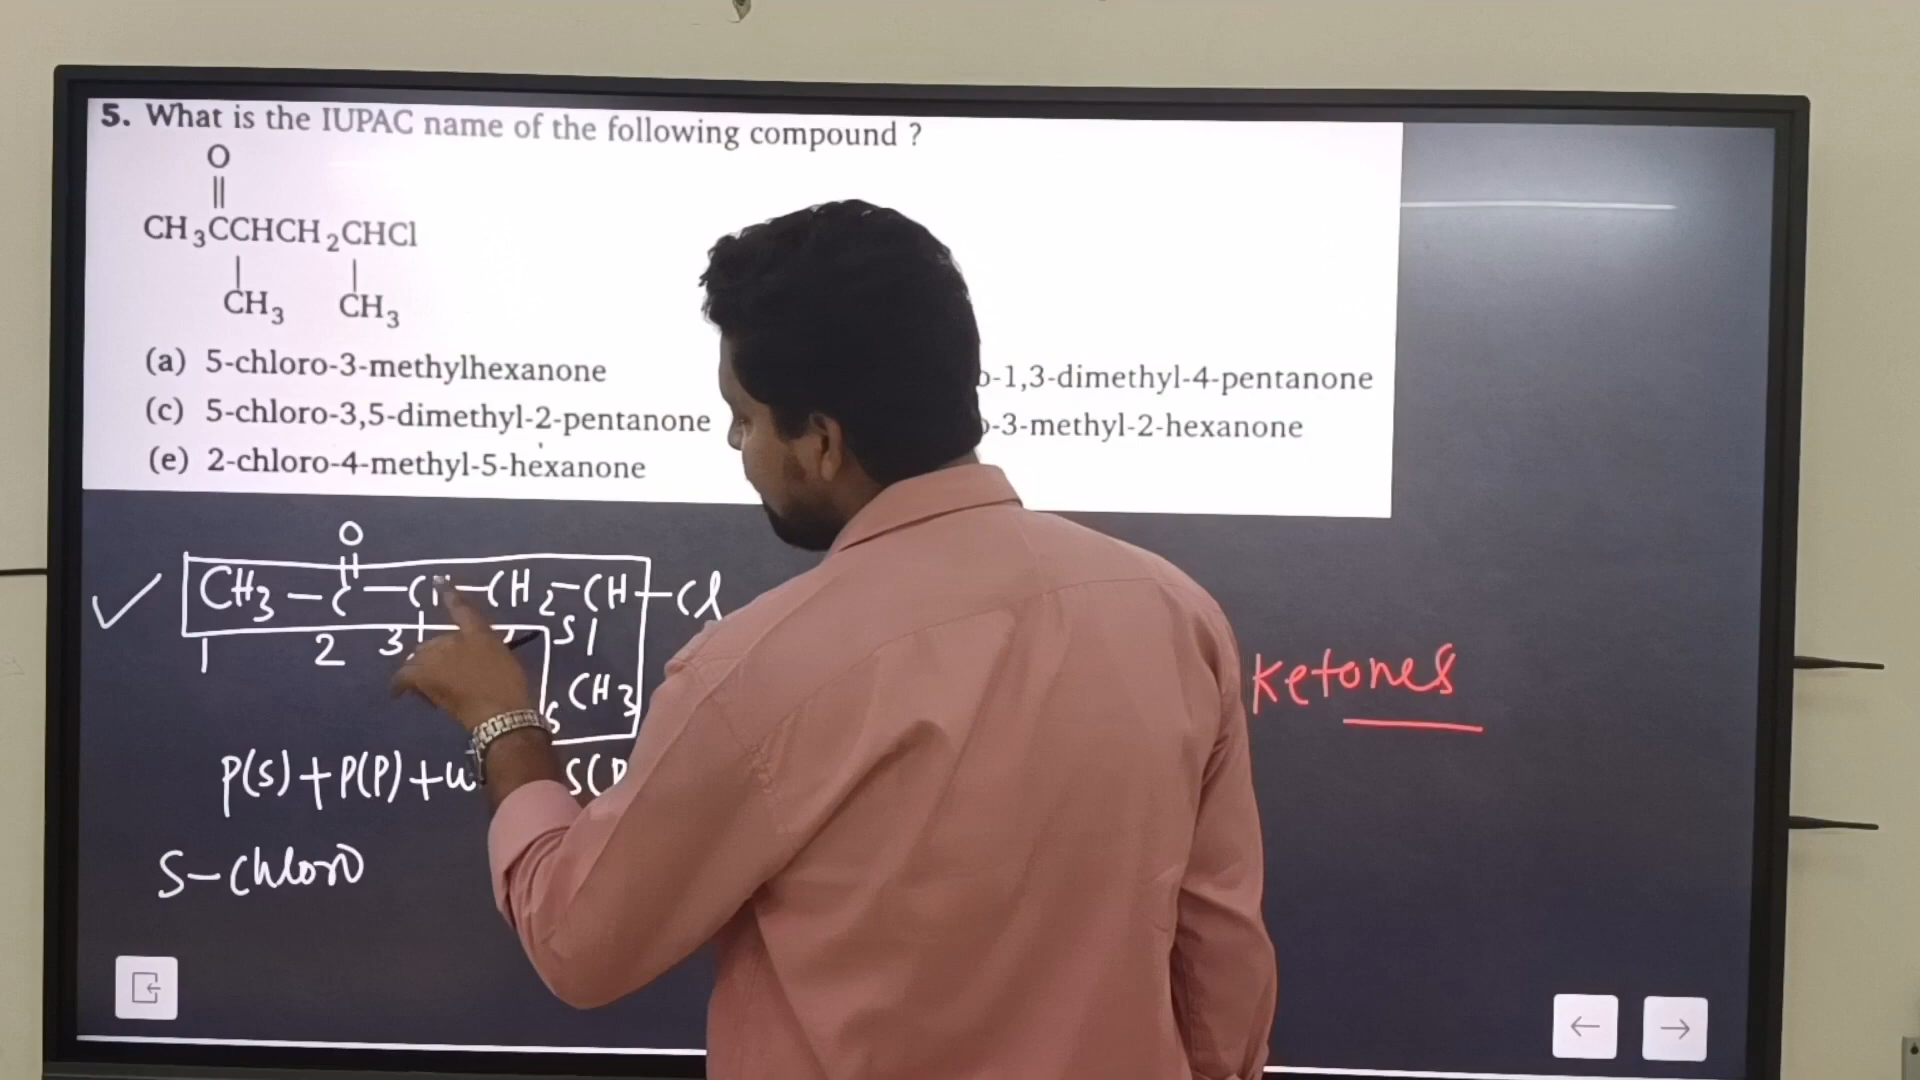 5. What is the IUPAC name of the following compound ?
O
||
CH3CCHCH2CHCl
| |
CH3 CH3
(a) 5-chloro-3-methylhexanone
-1,3-dimethyl-4-pentanone
(c) 5-chloro-3,5-dimethyl-2-pentanone
-3-methyl-2-hexanone
(e) 2-chloro-4-methyl-5-hexanone
O
||
CH3 – C – – CH2 – CH – Cl
1 2 3 5
CH3
P(S)+P(P)+w
5-chloro
Ketones